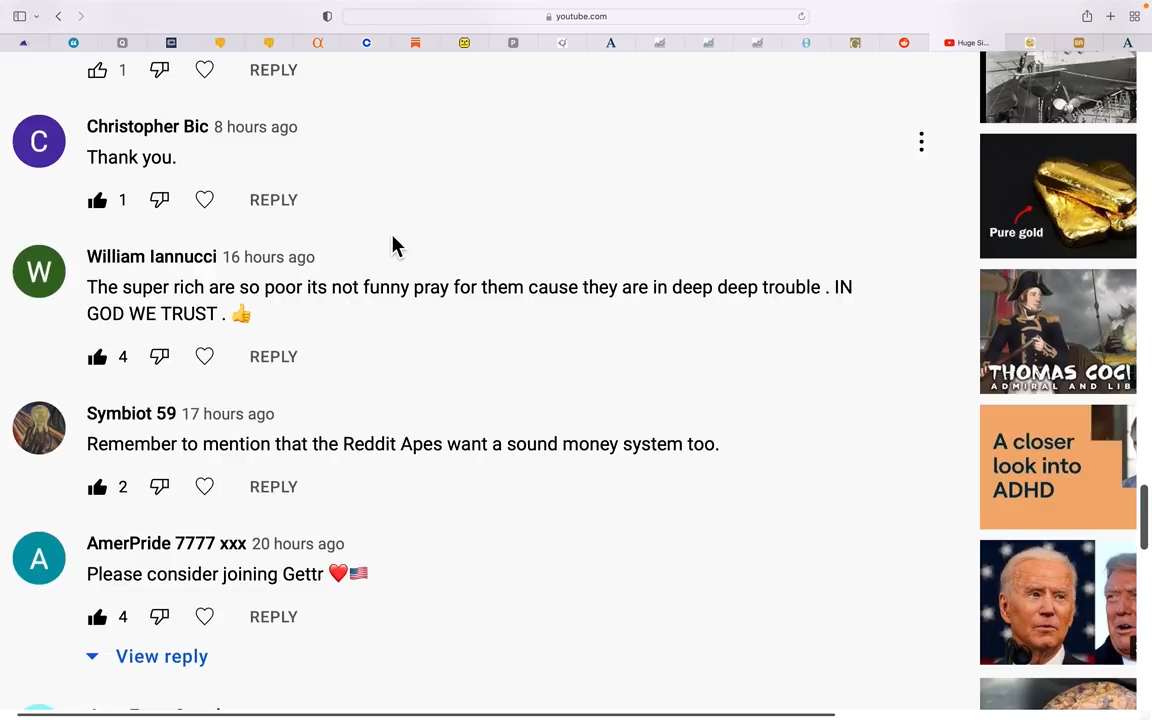 youtube.com
Huge Si...
1
REPLY
C
Christopher Bic 8 hours ago
Thank you.
1
REPLY
W
William Iannucci 16 hours ago
The super rich are so poor its not funny pray for them cause they are in deep deep trouble . IN
GOD WE TRUST . 👍
4
REPLY
Symbiot 59 17 hours ago
Remember to mention that the Reddit Apes want a sound money system too.
2
REPLY
A
AmerPride 7777 xxx 20 hours ago
Please consider joining Gettr ❤️🇺🇸
4
REPLY
View reply
Pure gold
THOMAS COC
ADMIRAL AND LIB
A closer
look into
ADHD